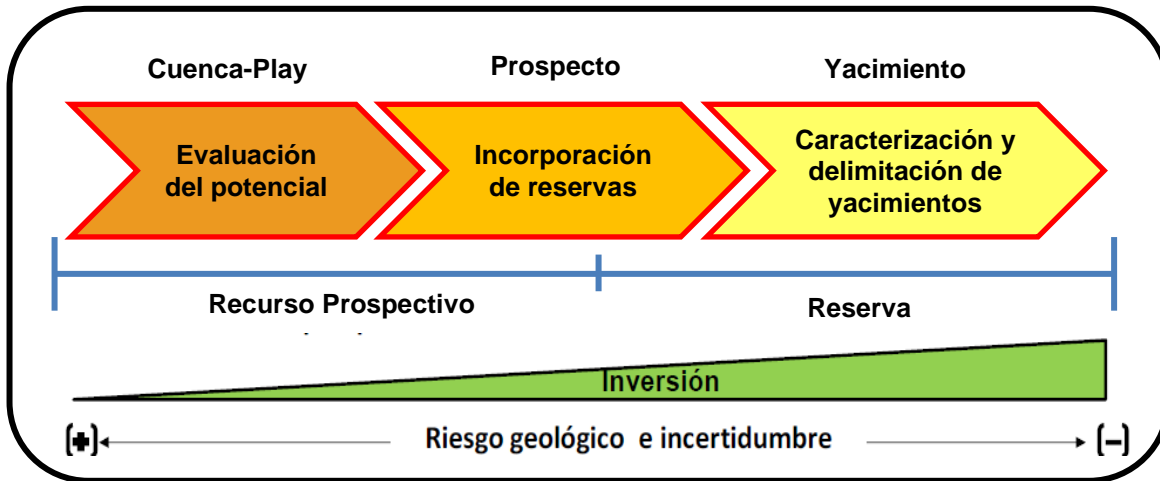 Cuenca-Play
Prospecto
Yacimiento
Evaluación
del potencial
Incorporación
de reservas
Caracterización y
delimitación de
yacimientos
Recurso Prospectivo
Reserva
Inversión
(+)
Riesgo geológico e incertidumbre
(-)